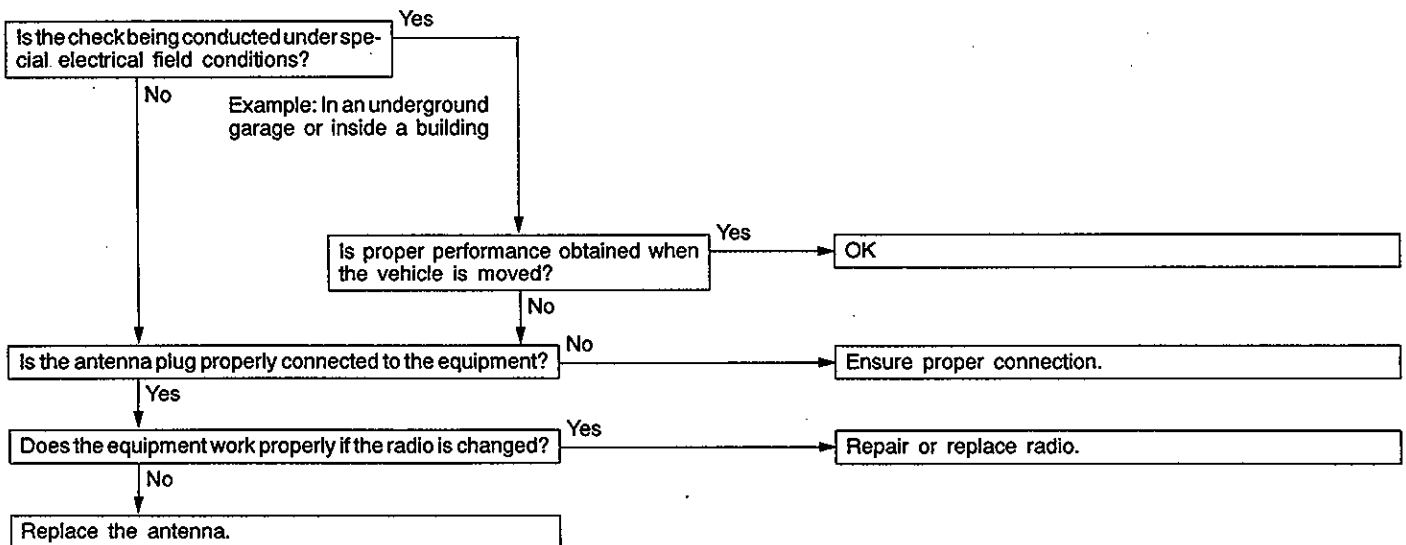 Yes
Is the check being conducted under spe-
cial electrical field conditions?
No
Example: In an underground
garage or inside a building
Yes
Is proper performance obtained when
the vehicle is moved?
OK
No
No
Is the antenna plug properly connected to the equipment?
Ensure proper connection.
Yes
Yes
Does the equipment work properly if the radio is changed?
Repair or replace radio.
No
Replace the antenna.